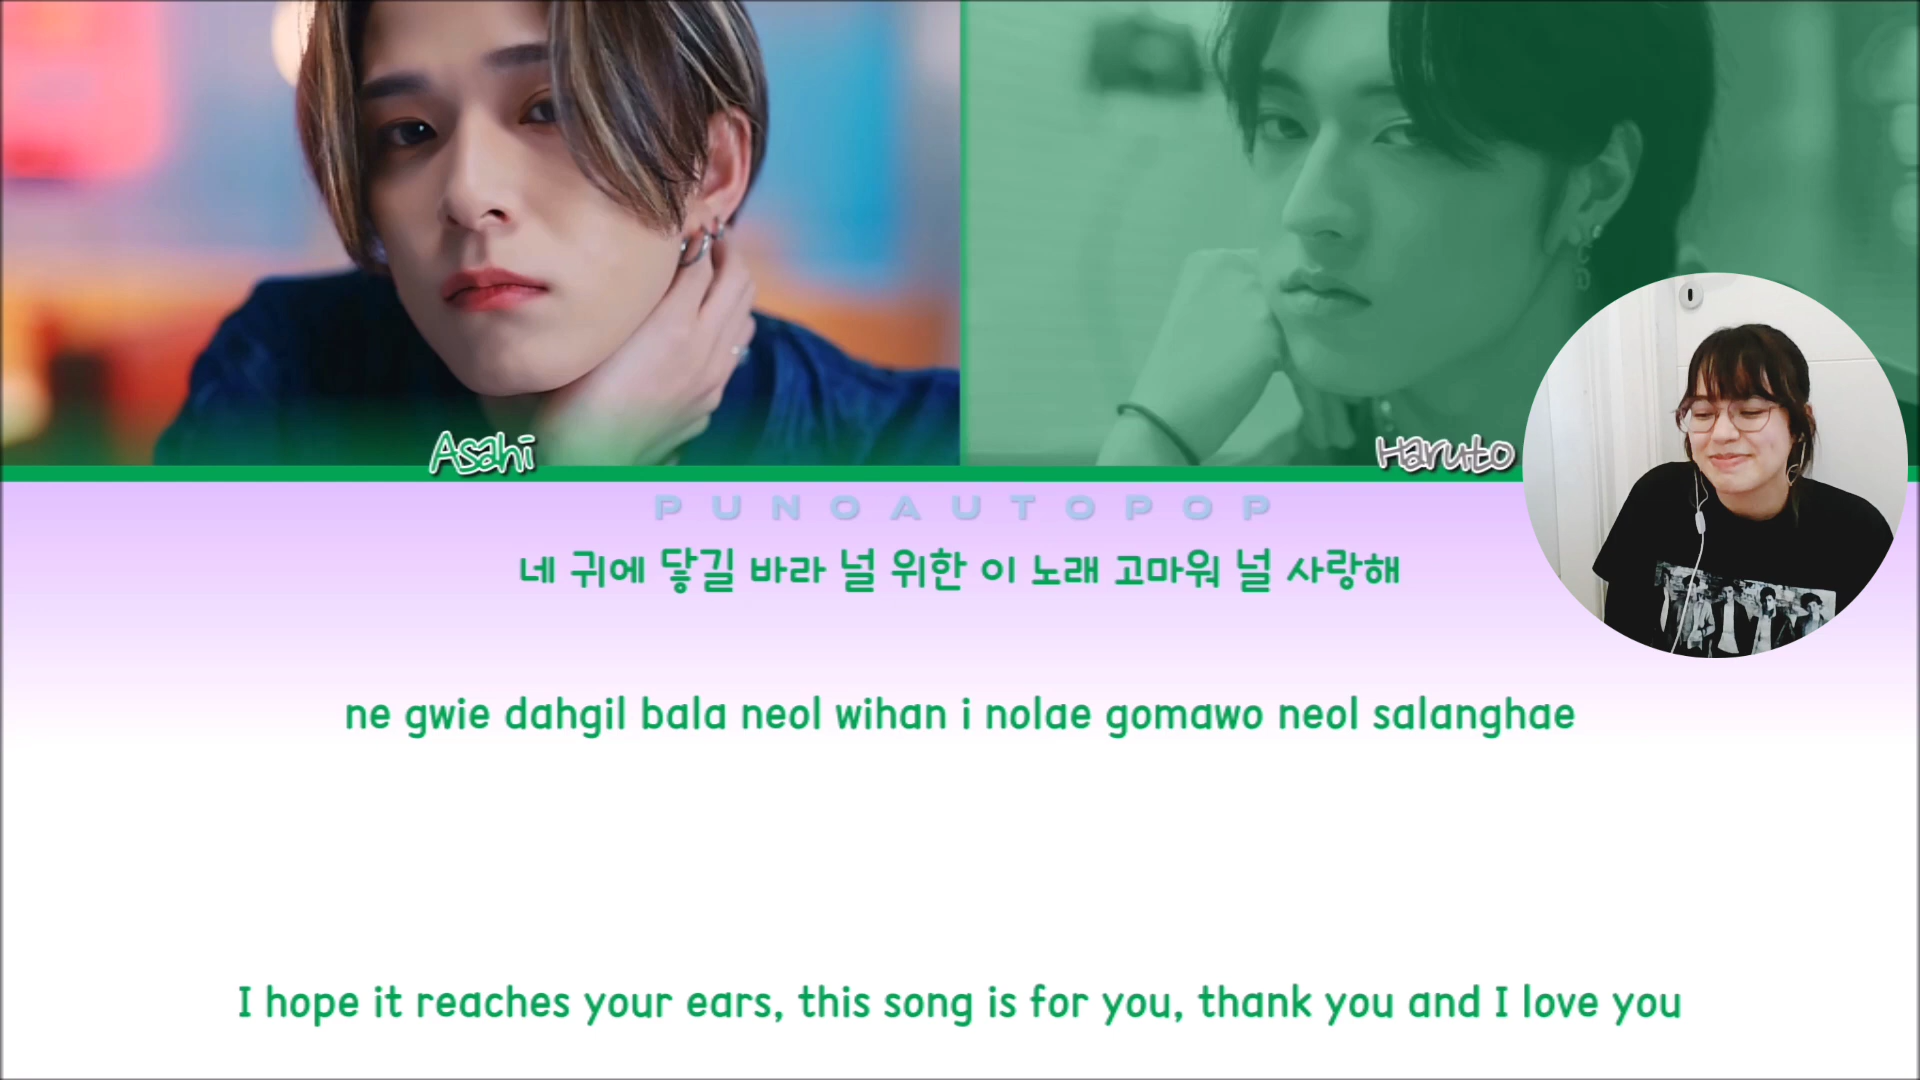 Asahi
Haruto
PUNOAUTOPOP
네 귀에 닿길 바라 널 위한 이 노래 고마워 널 사랑해
ne gwie dahgil bala neol wihan i nolae gomawo neol salanghae
I hope it reaches your ears, this song is for you, thank you and I love you